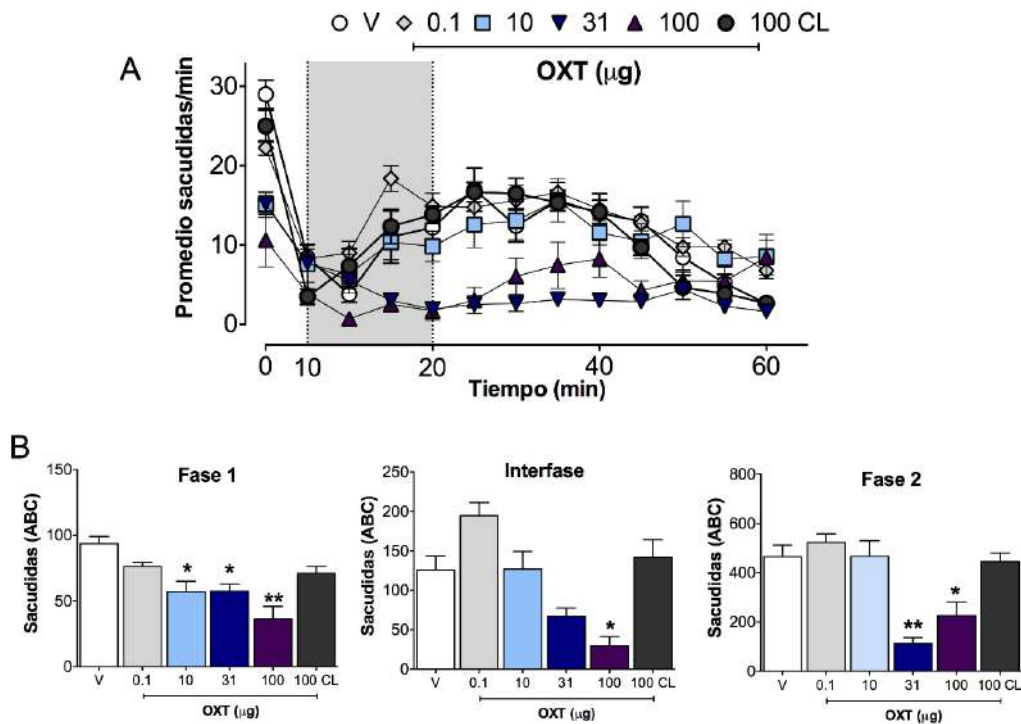 V 0.1 10 31 100 100 CL
OXT (μg)
A
Promedio sacudidas/min
30
20
10
0
0 10 20 40 60
Tiempo (min)
B
Fase 1
Sacudidas (ABC)
150
100
50
0
V 0.1 10 31 100 100 CL
* * **
OXT (μg)
Interfase
Sacudidas (ABC)
250
200
150
100
50
0
*
V 0.1 10 31 100 100 CL
OXT (μg)
Fase 2
Sacudidas (ABC)
800
600
400
200
0
** *
V 0.1 10 31 100 100 CL
OXT (μg)